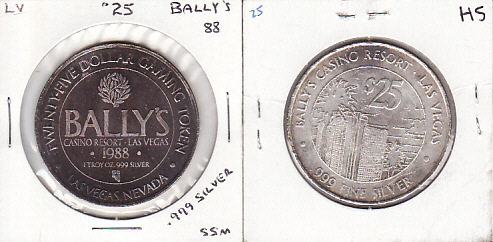 LV
25
BALLY'S
88
TWENTY-FIVE DOLLAR GAMING TOKEN
BALLY'S
CASINO RESORT · LAS VEGAS
· 1988 ·
1 TROY OZ. .999 SILVER
LAS VEGAS, NEVADA
.999 SILVER
SSM
25
HS
BALLY'S CASINO RESORT · LAS VEGAS
$25
.999 FINE SILVER